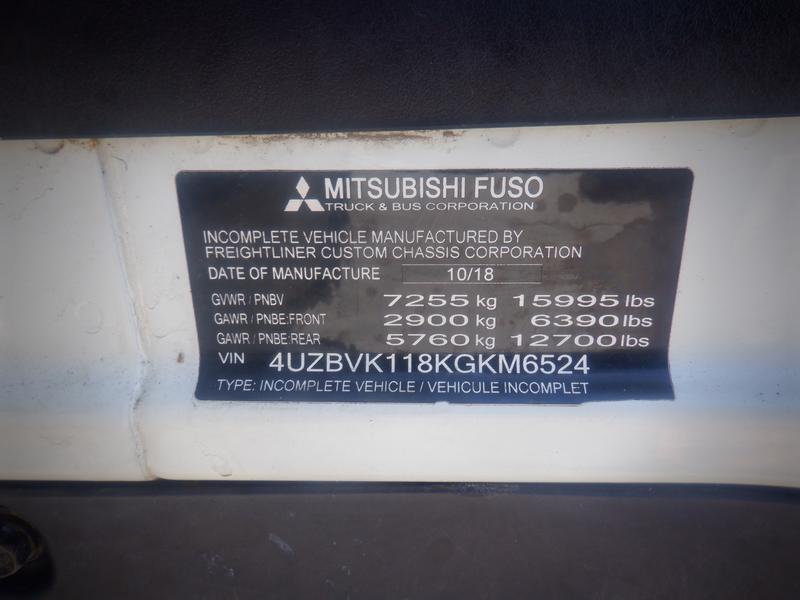 MITSUBISHI FUSO
TRUCK & BUS CORPORATION
INCOMPLETE VEHICLE MANUFACTURED BY
FREIGHTLINER CUSTOM CHASSIS CORPORATION
DATE OF MANUFACTURE 10/18
GVWR / PNBV 7255 kg 15995 lbs
GAWR / PNBE:FRONT 2900 kg 6390 lbs
GAWR / PNBE:REAR 5760 kg 12700 lbs
VIN 4UZBVK118KGKM6524
TYPE: INCOMPLETE VEHICLE / VEHICULE INCOMPLET